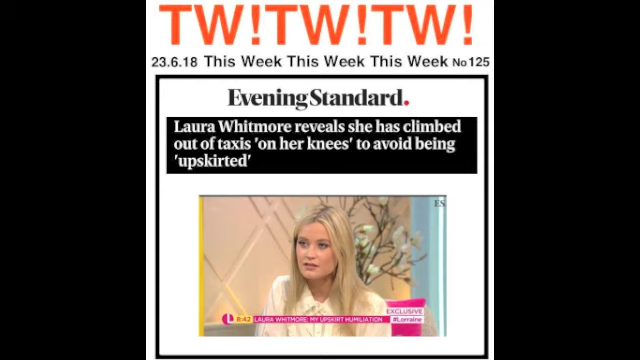 TW!TW!TW!
23.6.18 This Week This Week This Week No 125
Evening Standard.
Laura Whitmore reveals she has climbed
out of taxis 'on her knees' to avoid being
'upskirted'
ES
EXCLUSIVE
8:42 LAURA WHITMORE: MY UPSKIRT HUMILIATION #Lorraine